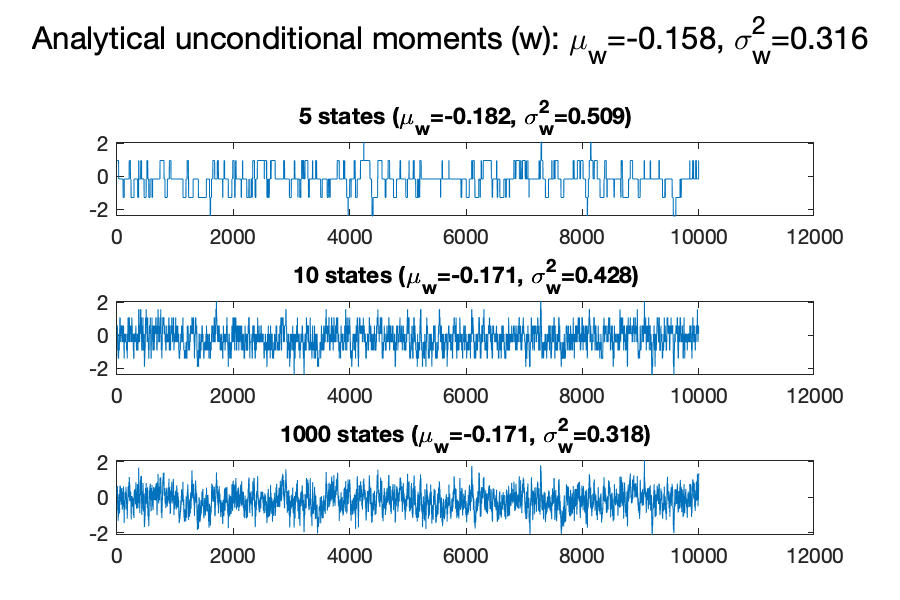 Analytical unconditional moments (w): μw=-0.158, σ²w=0.316
5 states (μw=-0.182, σ²w=0.509)
2
0
-2
0 2000 4000 6000 8000 10000 12000
10 states (μw=-0.171, σ²w=0.428)
2
0
-2
0 2000 4000 6000 8000 10000 12000
1000 states (μw=-0.171, σ²w=0.318)
2
0
-2
0 2000 4000 6000 8000 10000 12000